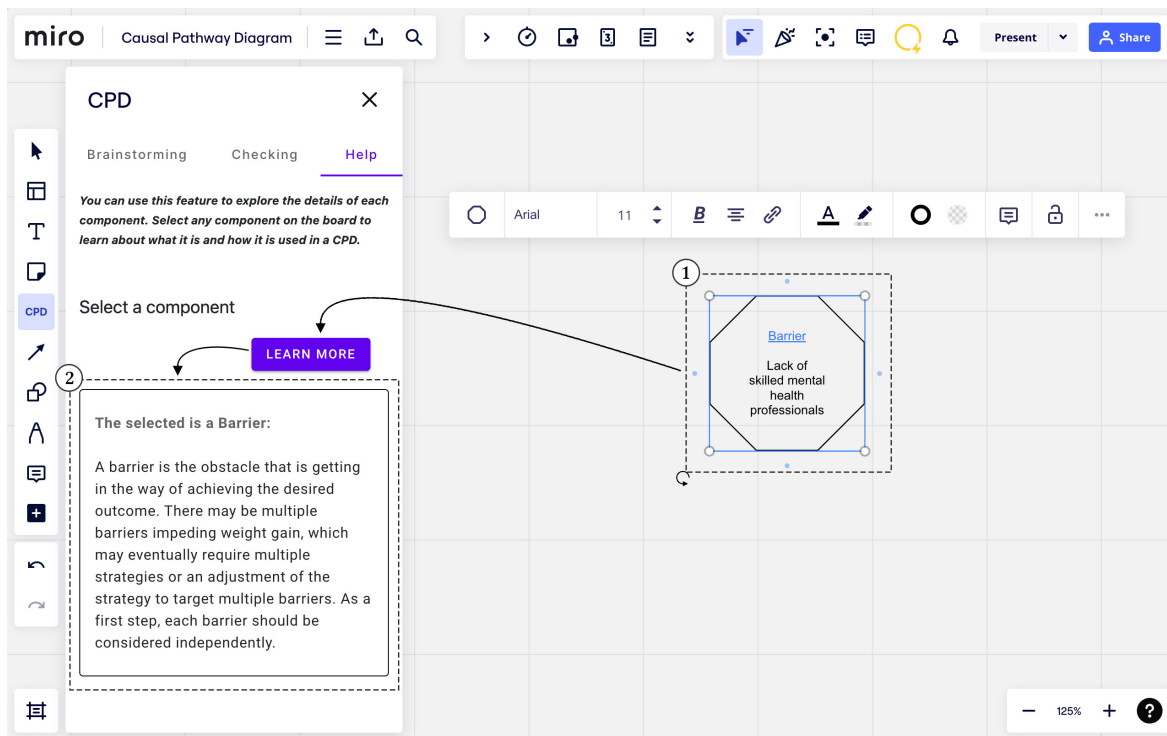 miro
Causal Pathway Diagram
3
Present
Share
CPD
Brainstorming Checking Help
You can use this feature to explore the details of each
component. Select any component on the board to
learn about what it is and how it is used in a CPD.
Arial 11 B A
Select a component
CPD
LEARN MORE
1
Barrier
Lack of
skilled mental
health
professionals
2
The selected is a Barrier:
A barrier is the obstacle that is getting
in the way of achieving the desired
outcome. There may be multiple
barriers impeding weight gain, which
may eventually require multiple
strategies or an adjustment of the
strategy to target multiple barriers. As a
first step, each barrier should be
considered independently.
125%
?